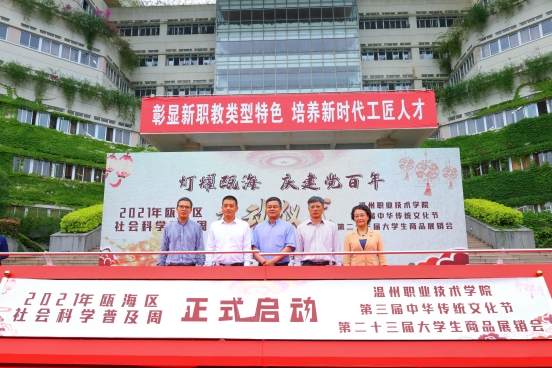 彰显新职教类型特色 培养新时代工匠人才
灯耀瓯海 庆建党百年
2021年瓯海区
社会科学普及周
温州职业技术学院
第三届中华传统文化节
第二十三届大学生商品展销会
2021年瓯海区
社会科学普及周
正式启动
温州职业技术学院
第三届中华传统文化节
第二十三届大学生商品展销会